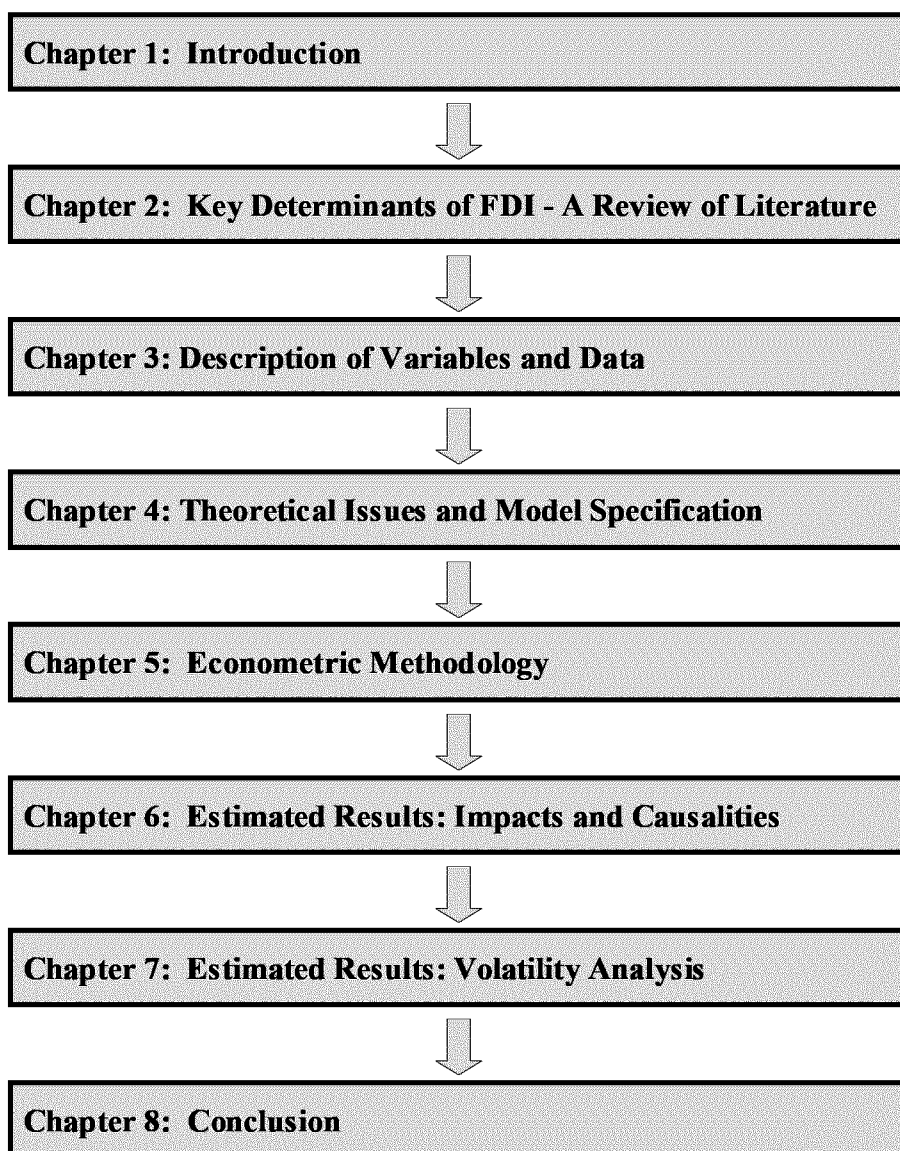 Chapter 1: Introduction
Chapter 2: Key Determinants of FDI - A Review of Literature
Chapter 3: Description of Variables and Data
Chapter 4: Theoretical Issues and Model Specification
Chapter 5: Econometric Methodology
Chapter 6: Estimated Results: Impacts and Causalities
Chapter 7: Estimated Results: Volatility Analysis
Chapter 8: Conclusion